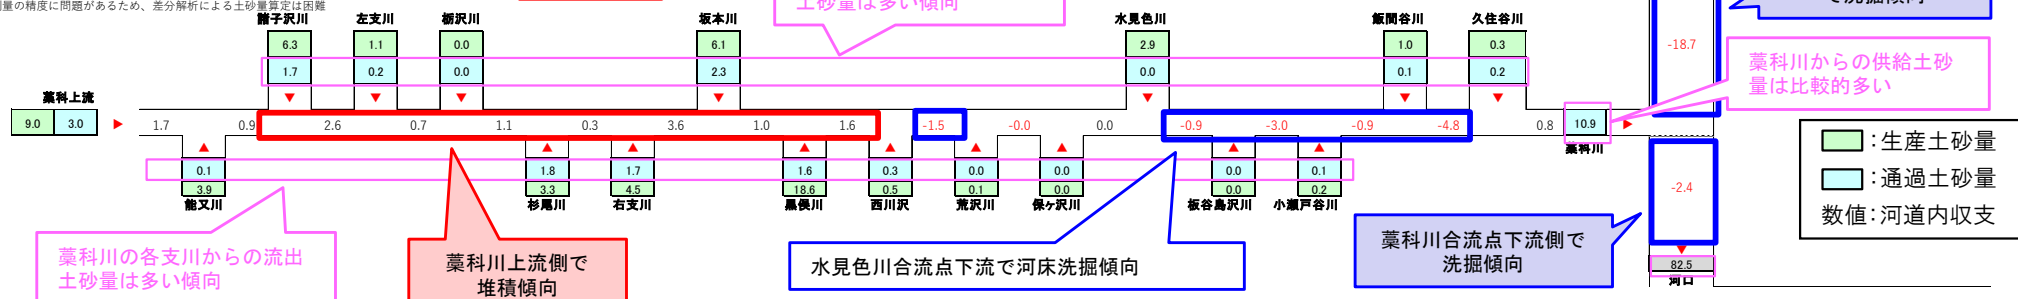 測量の精度に問題があるため、差分解析による土砂量算定は困難
土砂量は多い傾向
で洗掘傾向
諸子沢川 左支川 栃沢川 坂本川 水見色川 飯間谷川 久住谷川
6.3 1.1 0.0 6.1 2.9 1.0 0.3
1.7 0.2 0.0 2.3 0.0 0.1 0.2
-18.7
藁科川からの供給土砂
量は比較的多い
藁科上流
9.0 3.0 1.7 0.9 2.6 0.7 1.1 0.3 3.6 1.0 1.6 -1.5 -0.0 0.0 -0.9 -3.0 -0.9 -4.8 0.8 10.9
藁科川
0.1 1.8 1.7 1.6 0.3 0.0 0.0 0.0 0.1
3.9 3.3 4.5 18.6 0.5 0.1 0.0 0.0 0.2
能又川 杉尾川 右支川 黒俣川 西川沢 荒沢川 保ヶ沢川 板谷島沢川 小瀬戸谷川
-2.4
82.5
河口
:生産土砂量
:通過土砂量
数値:河道内収支
藁科川の各支川からの流出
土砂量は多い傾向
藁科川上流側で
堆積傾向
水見色川合流点下流で河床洗掘傾向
藁科川合流点下流側で
洗掘傾向